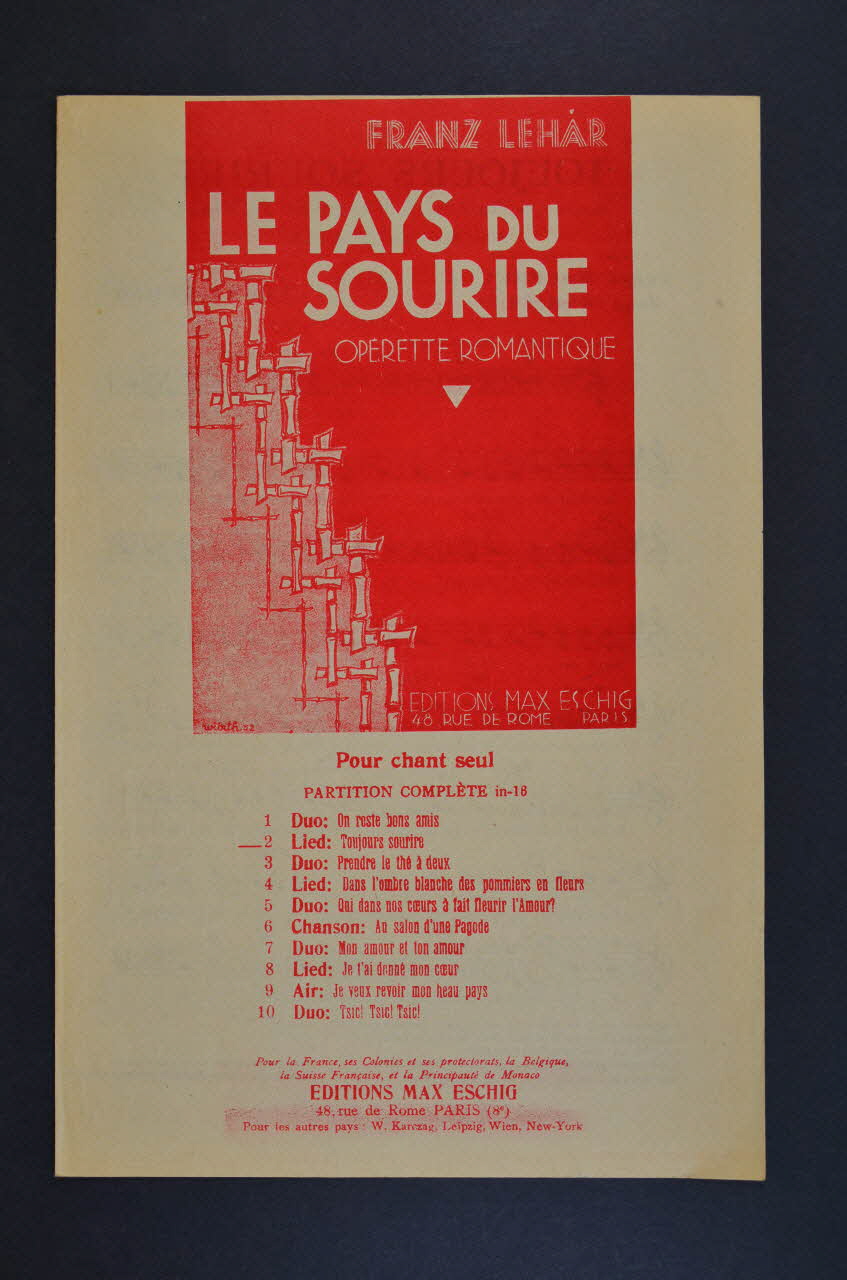 FRANZ LEHÁR
LE PAYS DU
SOURIRE
OPÉRETTE ROMANTIQUE
EDITIONS MAX ESCHIG
48 RUE DE ROME PARIS
wirth.32
Pour chant seul
PARTITION COMPLÈTE in-16
1 Duo: On reste bons amis
2 Lied: Toujours sourire
3 Duo: Prendre le thé à deux
4 Lied: Dans l'ombre blanche des pommiers en fleurs
5 Duo: Qui dans nos cœurs à fait fleurir l'Amour?
6 Chanson: Au salon d'une Pagode
7 Duo: Mon amour et ton amour
8 Lied: Je t'ai donné mon cœur
9 Air: Je veux revoir mon beau pays
10 Duo: Tsic! Tsic! Tsic!
Pour la France, ses Colonies et ses protectorats, la Belgique,
la Suisse Française, et la Principauté de Monaco
EDITIONS MAX ESCHIG
48, rue de Rome PARIS (8e)
Pour les autres pays : W. Karczag, Leipzig, Wien, New-York